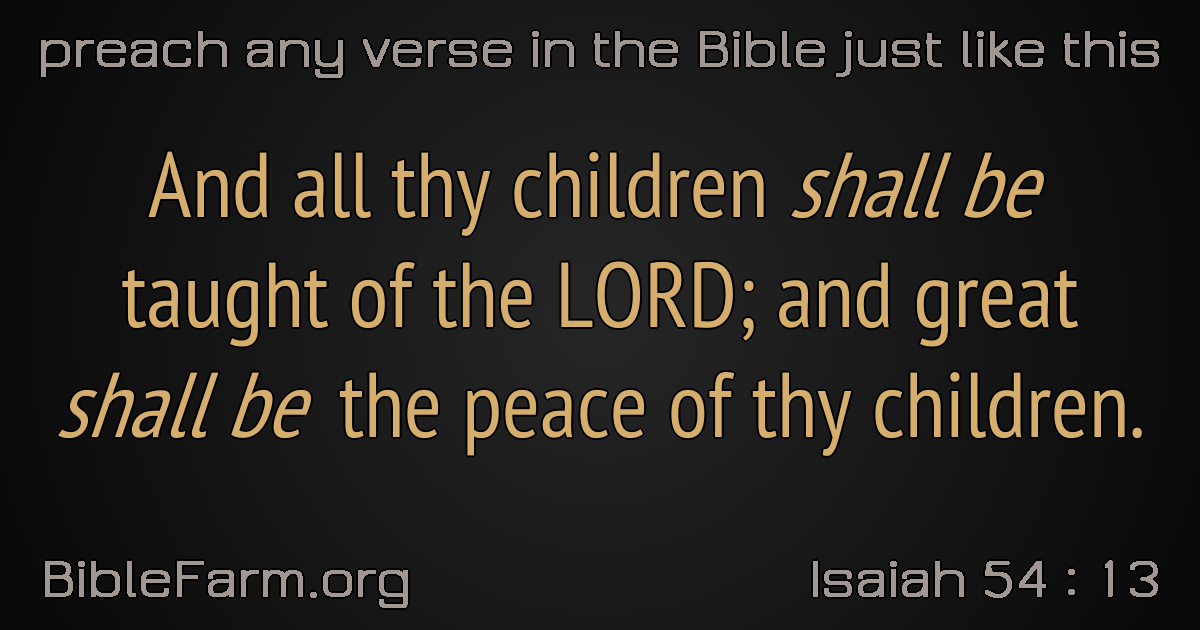 preach any verse in the Bible just like this
And all thy children shall be
taught of the LORD; and great
shall be the peace of thy children.
BibleFarm.org
Isaiah 54 : 13